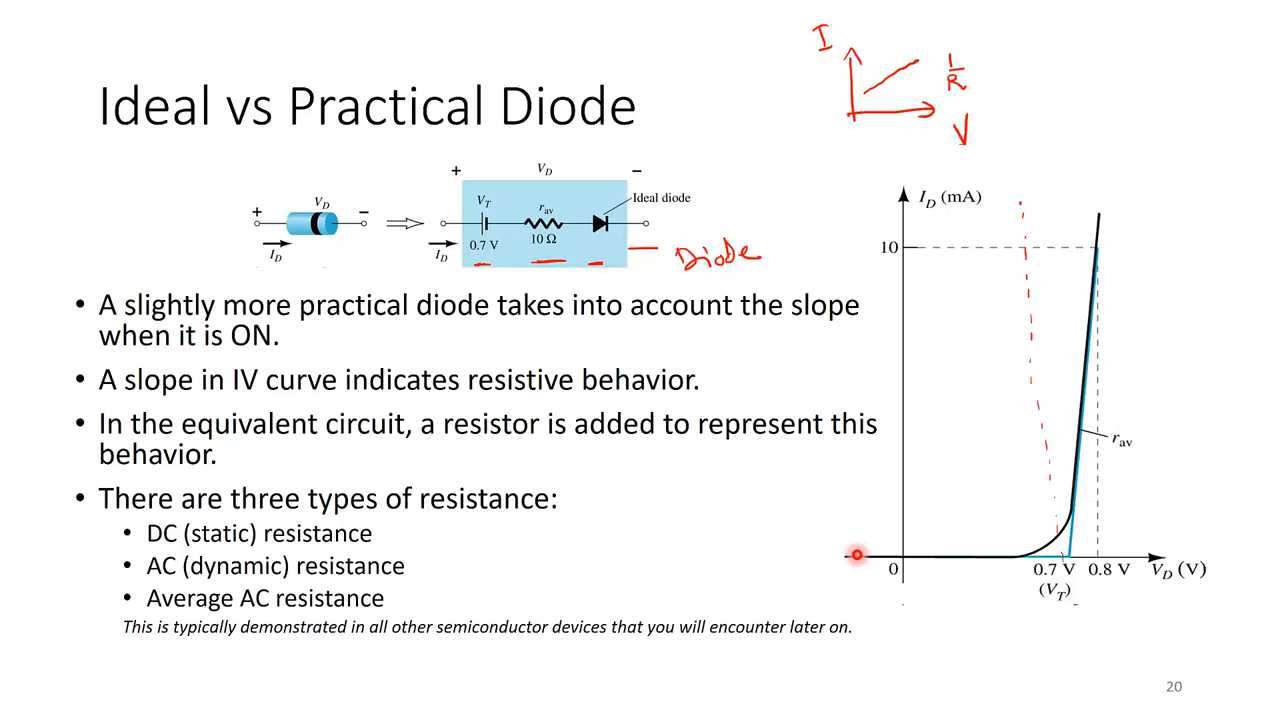 I
1/R
V
Ideal vs Practical Diode
+ V_D −
V_D
+ −
I_D
V_T r_av Ideal diode
0.7 V 10 Ω
I_D
Diode
• A slightly more practical diode takes into account the slope
when it is ON.
• A slope in IV curve indicates resistive behavior.
• In the equivalent circuit, a resistor is added to represent this
behavior.
• There are three types of resistance:
• DC (static) resistance
• AC (dynamic) resistance
• Average AC resistance
This is typically demonstrated in all other semiconductor devices that you will encounter later on.
I_D (mA)
10
r_av
0 0.7 V 0.8 V V_D (V)
(V_T)
20